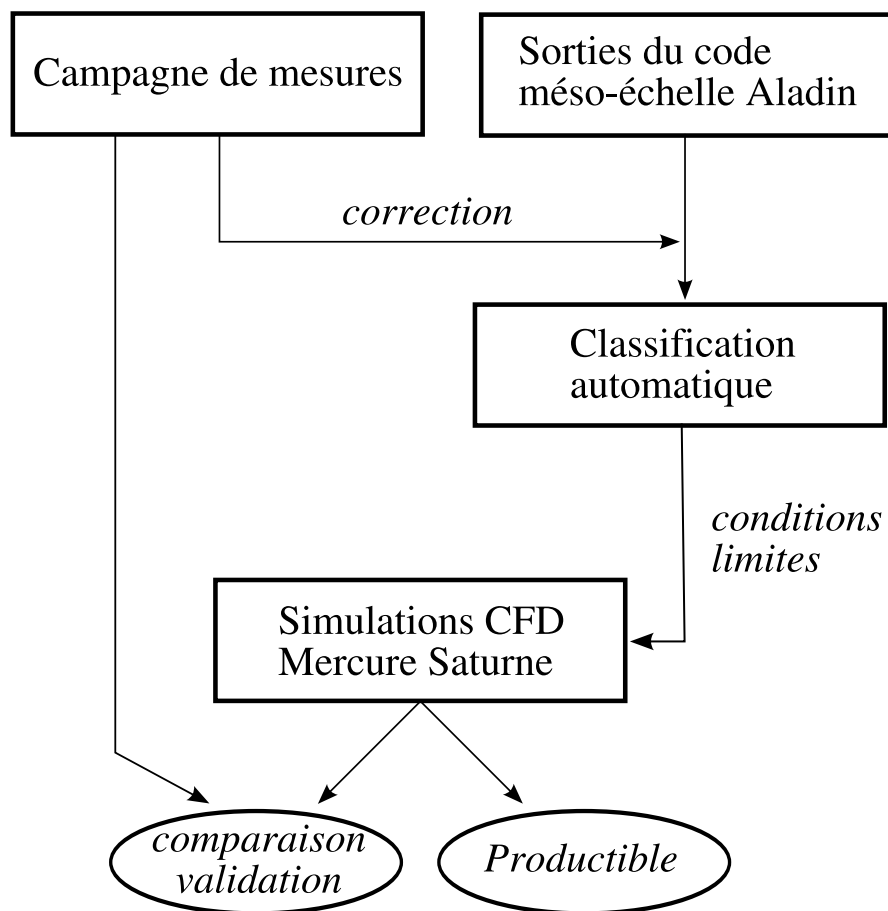 Campagne de mesures
Sorties du code
méso-échelle Aladin
correction
Classification
automatique
conditions
limites
Simulations CFD
Mercure Saturne
comparaison
validation
Productible